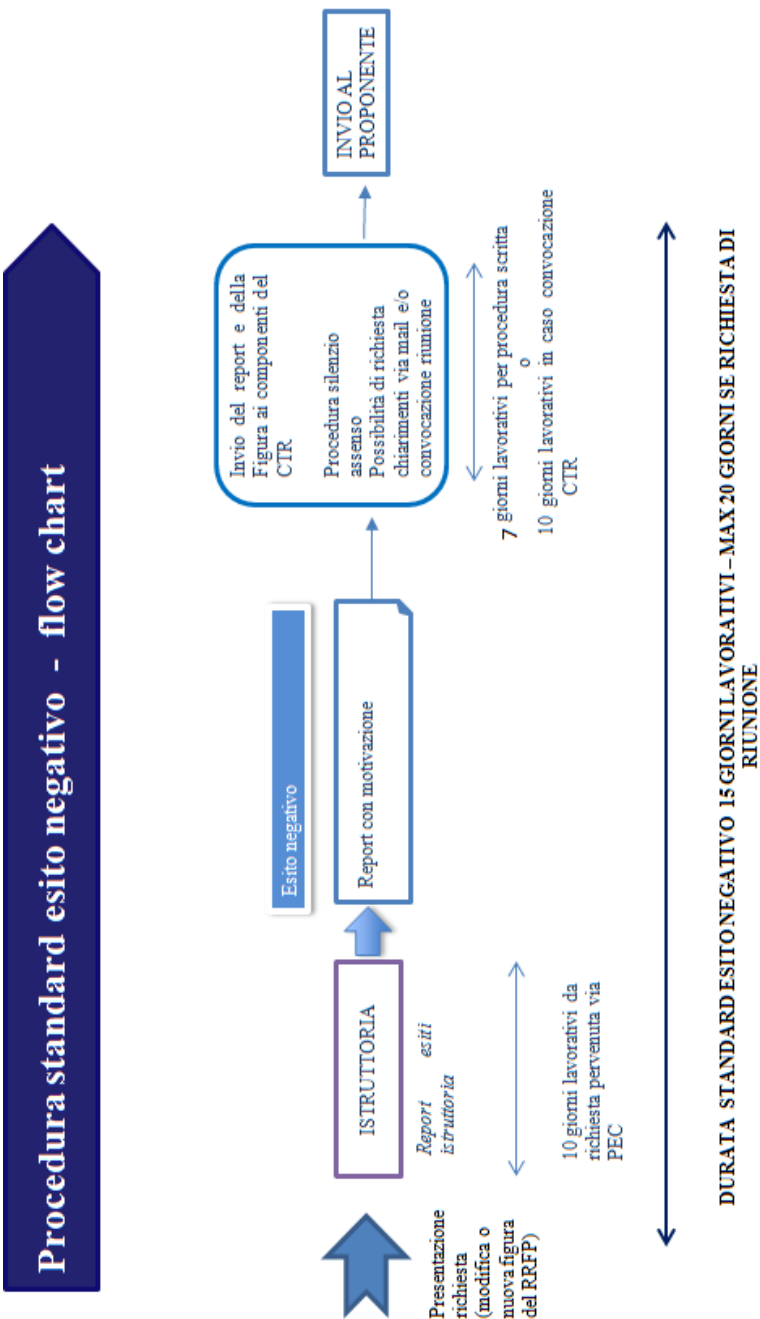 Procedura standard esito negativo - flow chart
Presentazione
richiesta
(modifica o
nuova figura
del RRFP)
ISTRUTTORIA
Report esiti
istruttoria
10 giorni lavorativi da
richiesta pervenuta via
PEC
Esito negativo
Report con motivazione
Invio del report e della
Figura ai componenti del
CTR
Procedura silenzio
assenso
Possibilità di richiesta
chiarimenti via mail e/o
convocazione riunione
7 giorni lavorativi per procedura scritta
o
10 giorni lavorativi in caso convocazione
CTR
INVIO AL
PROPONENTE
DURATA STANDARD ESITO NEGATIVO 15 GIORNI LAVORATIVI – MAX 20 GIORNI SE RICHIESTA DI
RIUNIONE